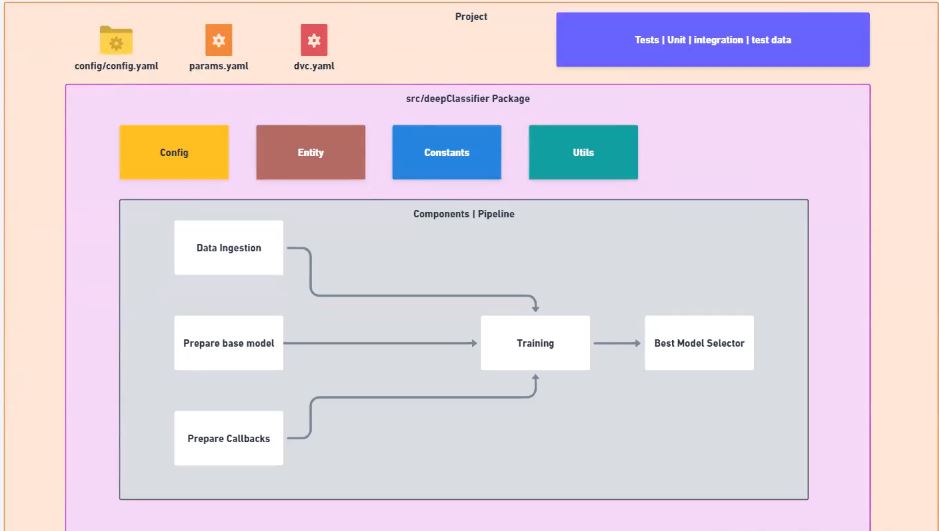 Project
Tests | Unit | integration | test data
config/config.yaml
params.yaml
dvc.yaml
src/deepClassifier Package
Config
Entity
Constants
Utils
Components | Pipeline
Data Ingestion
Prepare base model
Training
Best Model Selector
Prepare Callbacks